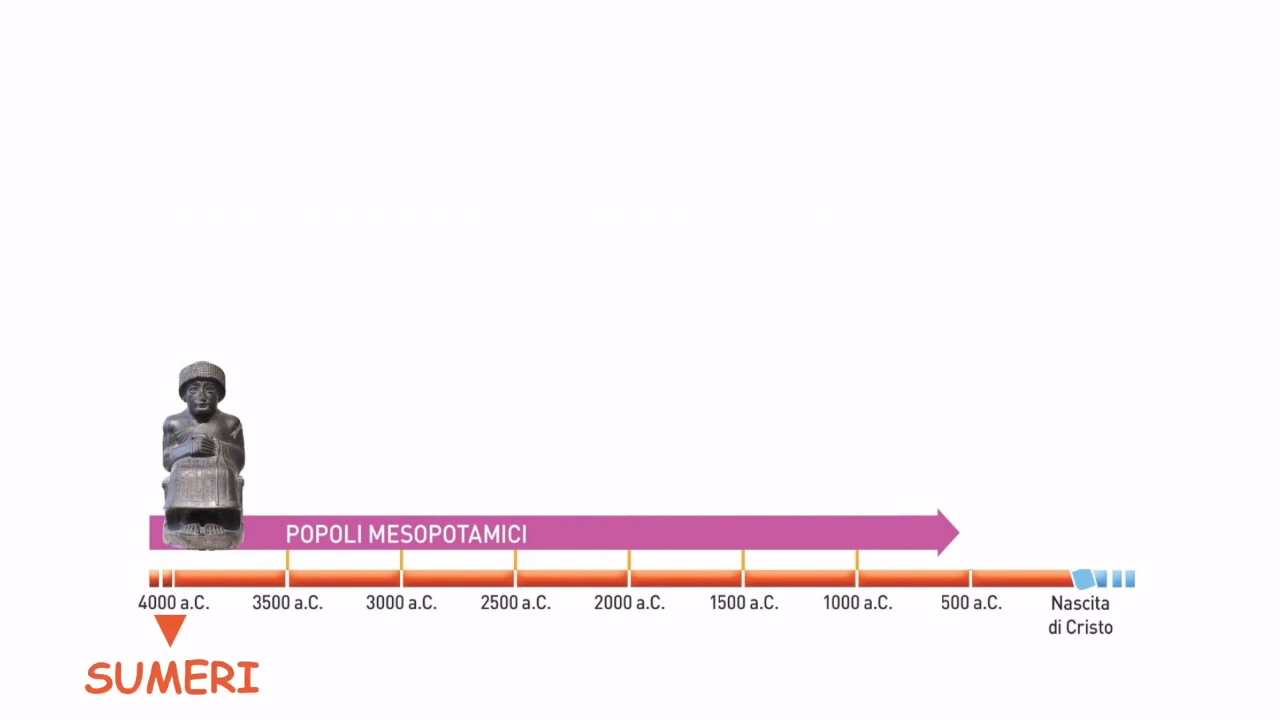 POPOLI MESOPOTAMICI
4000 a.C. 3500 a.C. 3000 a.C. 2500 a.C. 2000 a.C. 1500 a.C. 1000 a.C. 500 a.C. Nascita
di Cristo
SUMERI